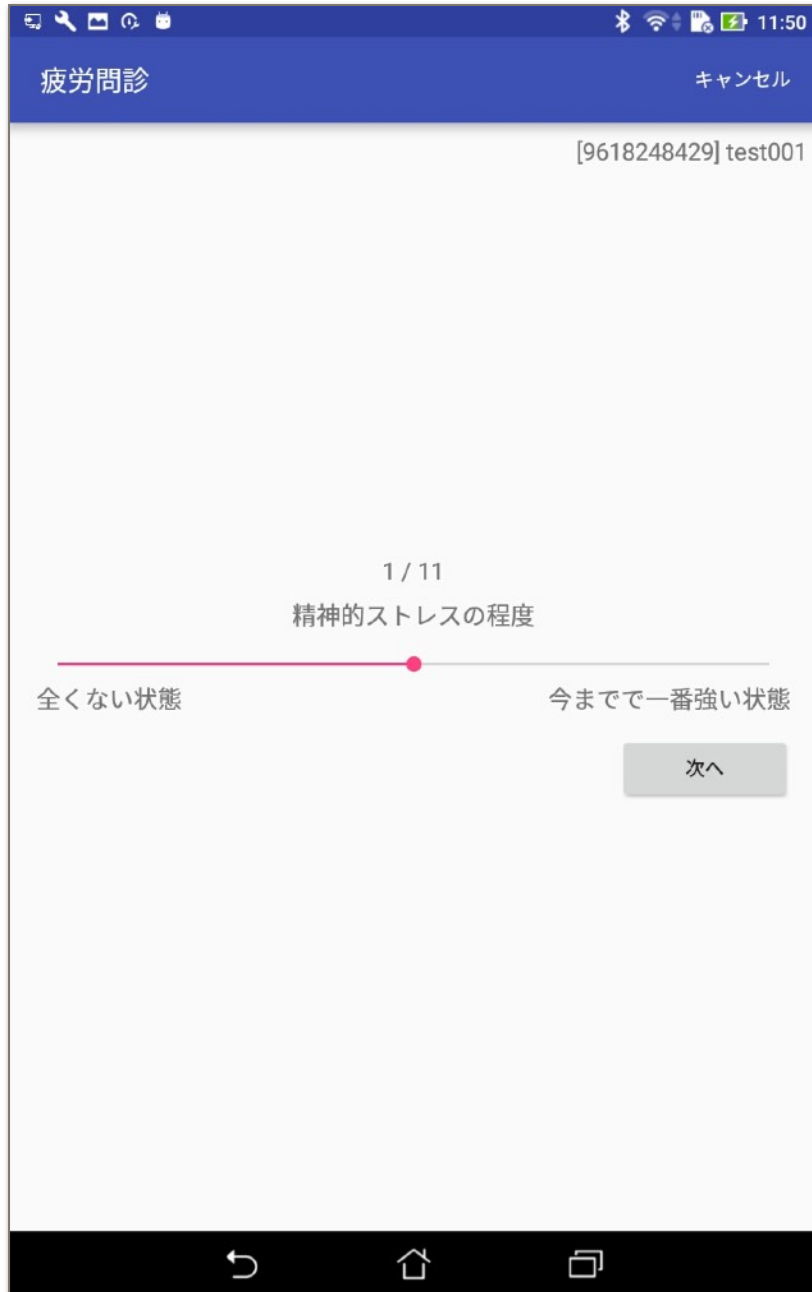 11:50
疲労問診
キャンセル
[9618248429] test001
1 / 11
精神的ストレスの程度
全くない状態
今までで一番強い状態
次へ